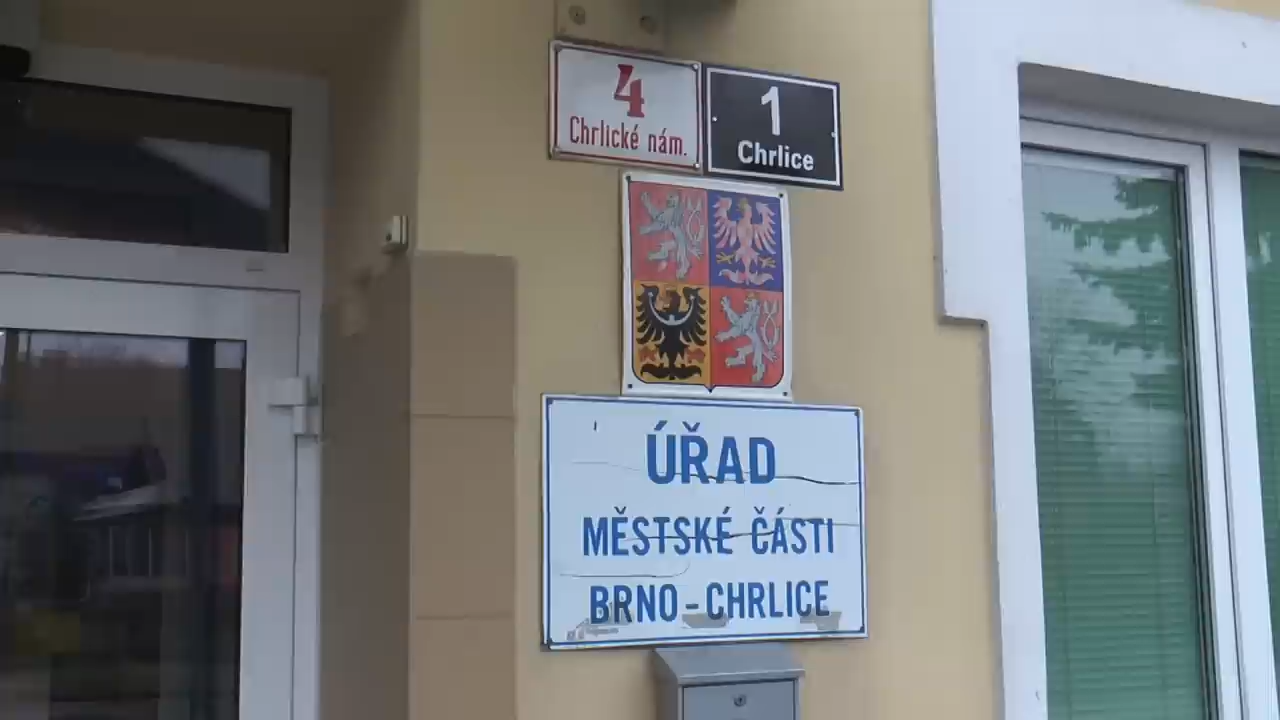 4
Chrlické nám.
1
Chrlice
ÚŘAD
MĚSTSKÉ ČÁSTI
BRNO - CHRLICE